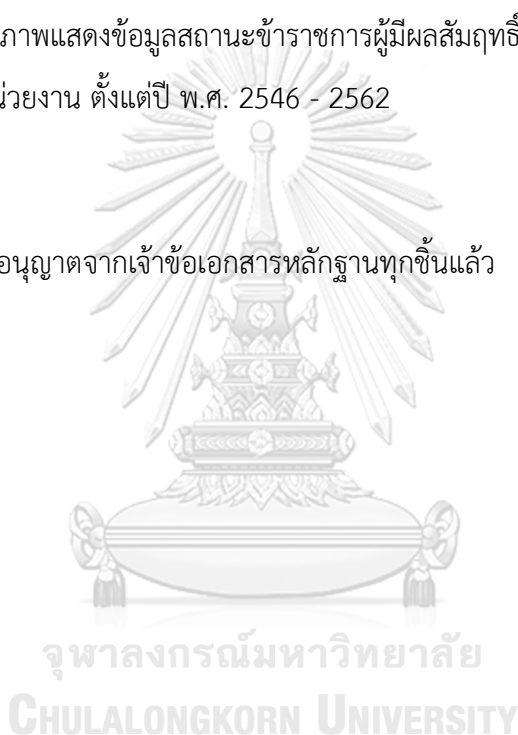 ภาพแสดงข้อมูลสถานะข้าราชการผู้มีผลสัมฤทธิ์
น่วยงาน ตั้งแต่ปี พ.ศ. 2546 - 2562
อนุญาตจากเจ้าข้อเอกสารหลักฐานทุกชิ้นแล้ว
จุฬาลงกรณ์มหาวิทยาลัย
CHULALONGKORN UNIVERSITY